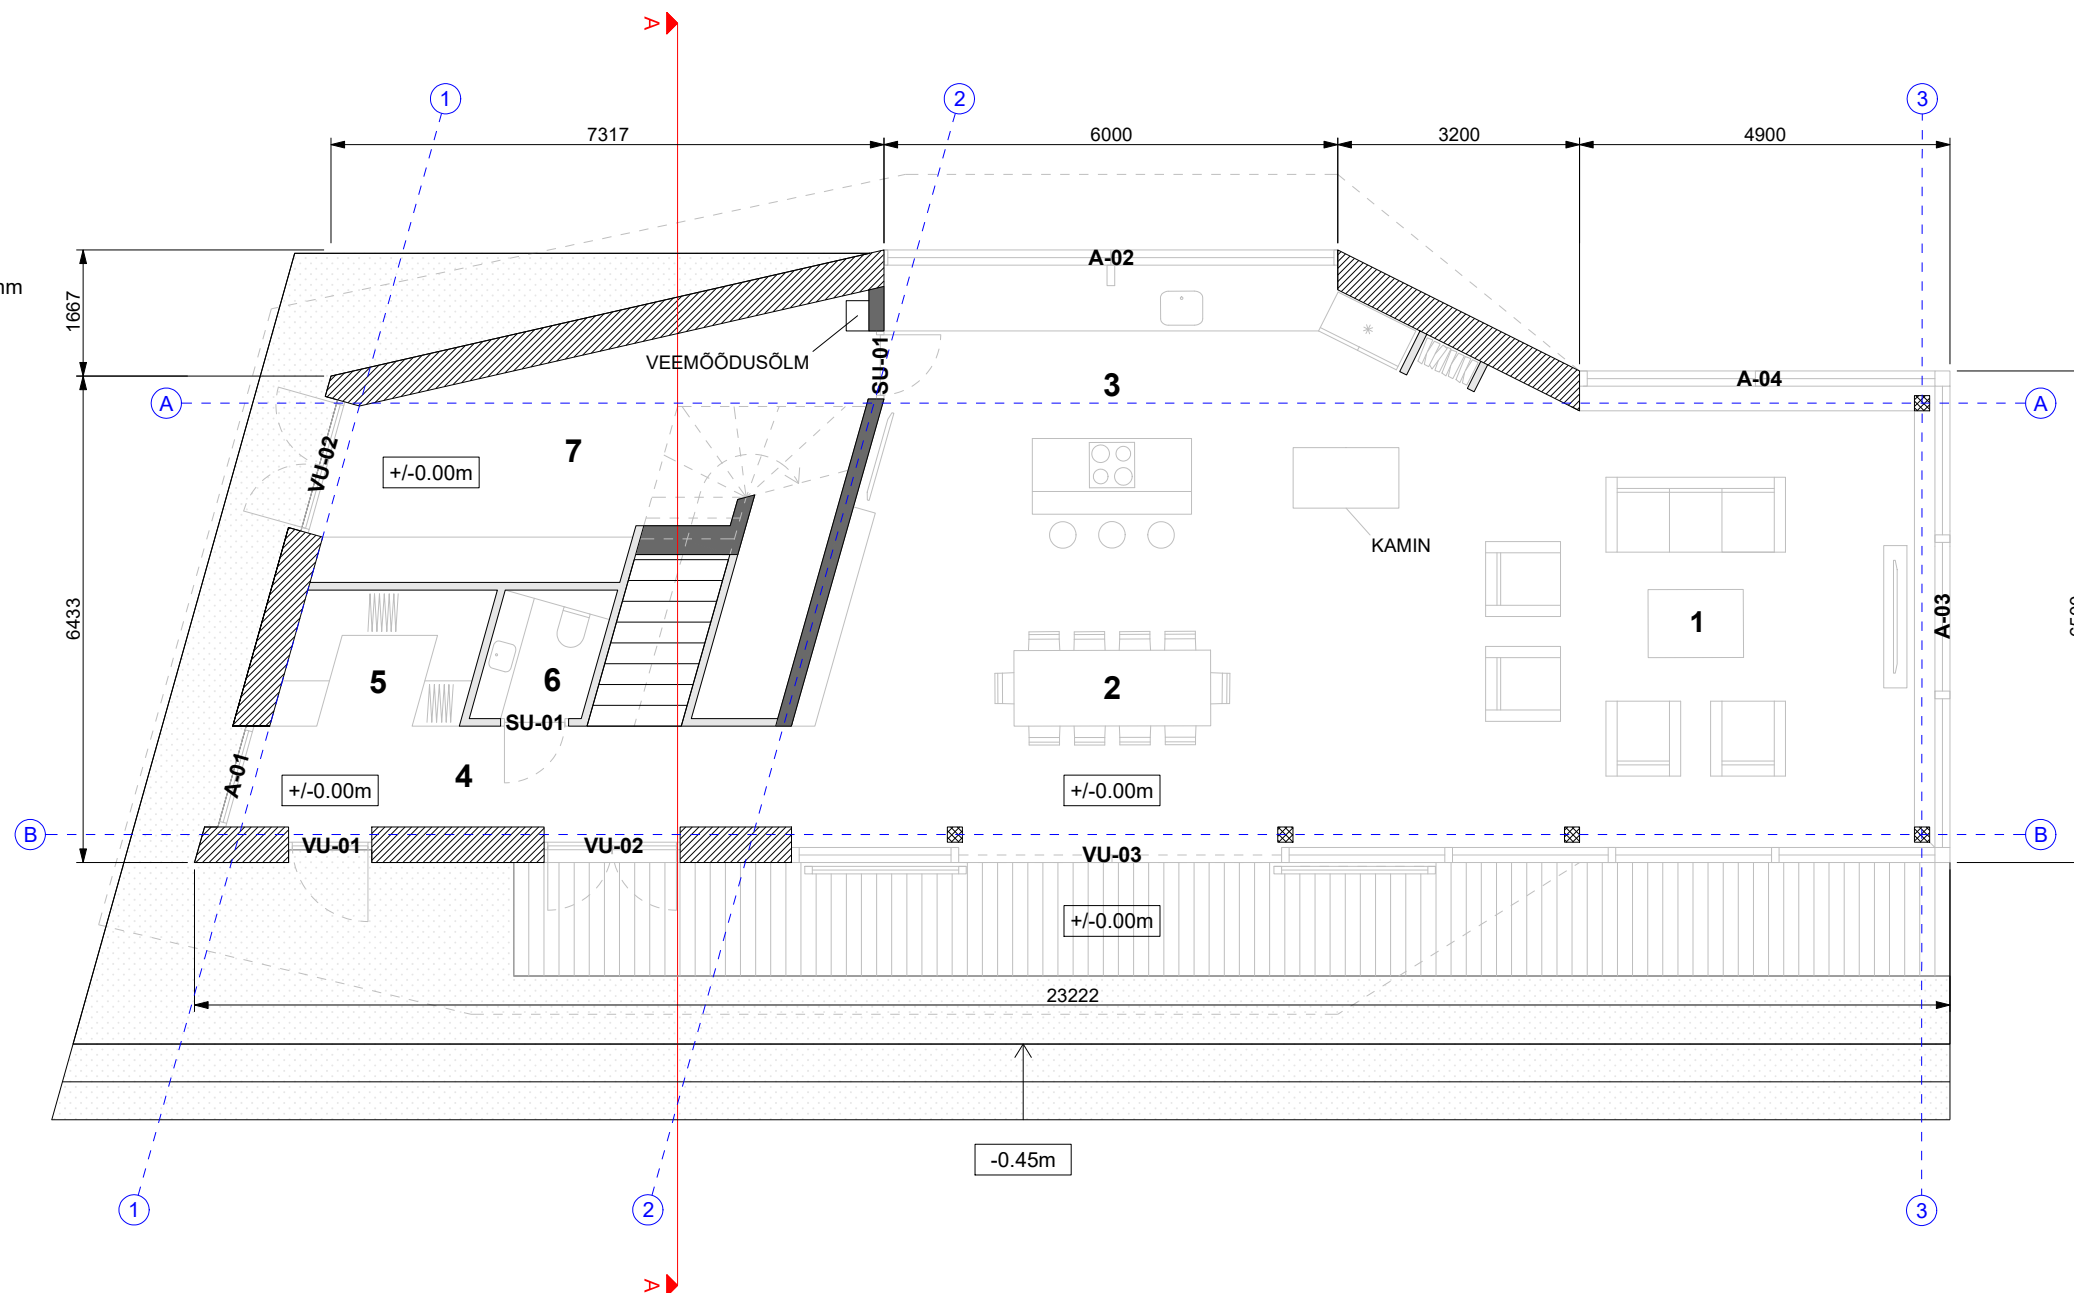 A
1
2
3
7317
6000
3200
4900
A-02
nm
1667
VEEMÕÕDUSÕLM
SU-01
3
A-04
A
A
7
VU-02
+/-0.00m
KAMIN
6433
1
A-03
5
6
2
SU-01
A-01
4
+/-0.00m
+/-0.00m
B
VU-01
VU-02
VU-03
B
+/-0.00m
23222
-0.45m
1
2
3
A